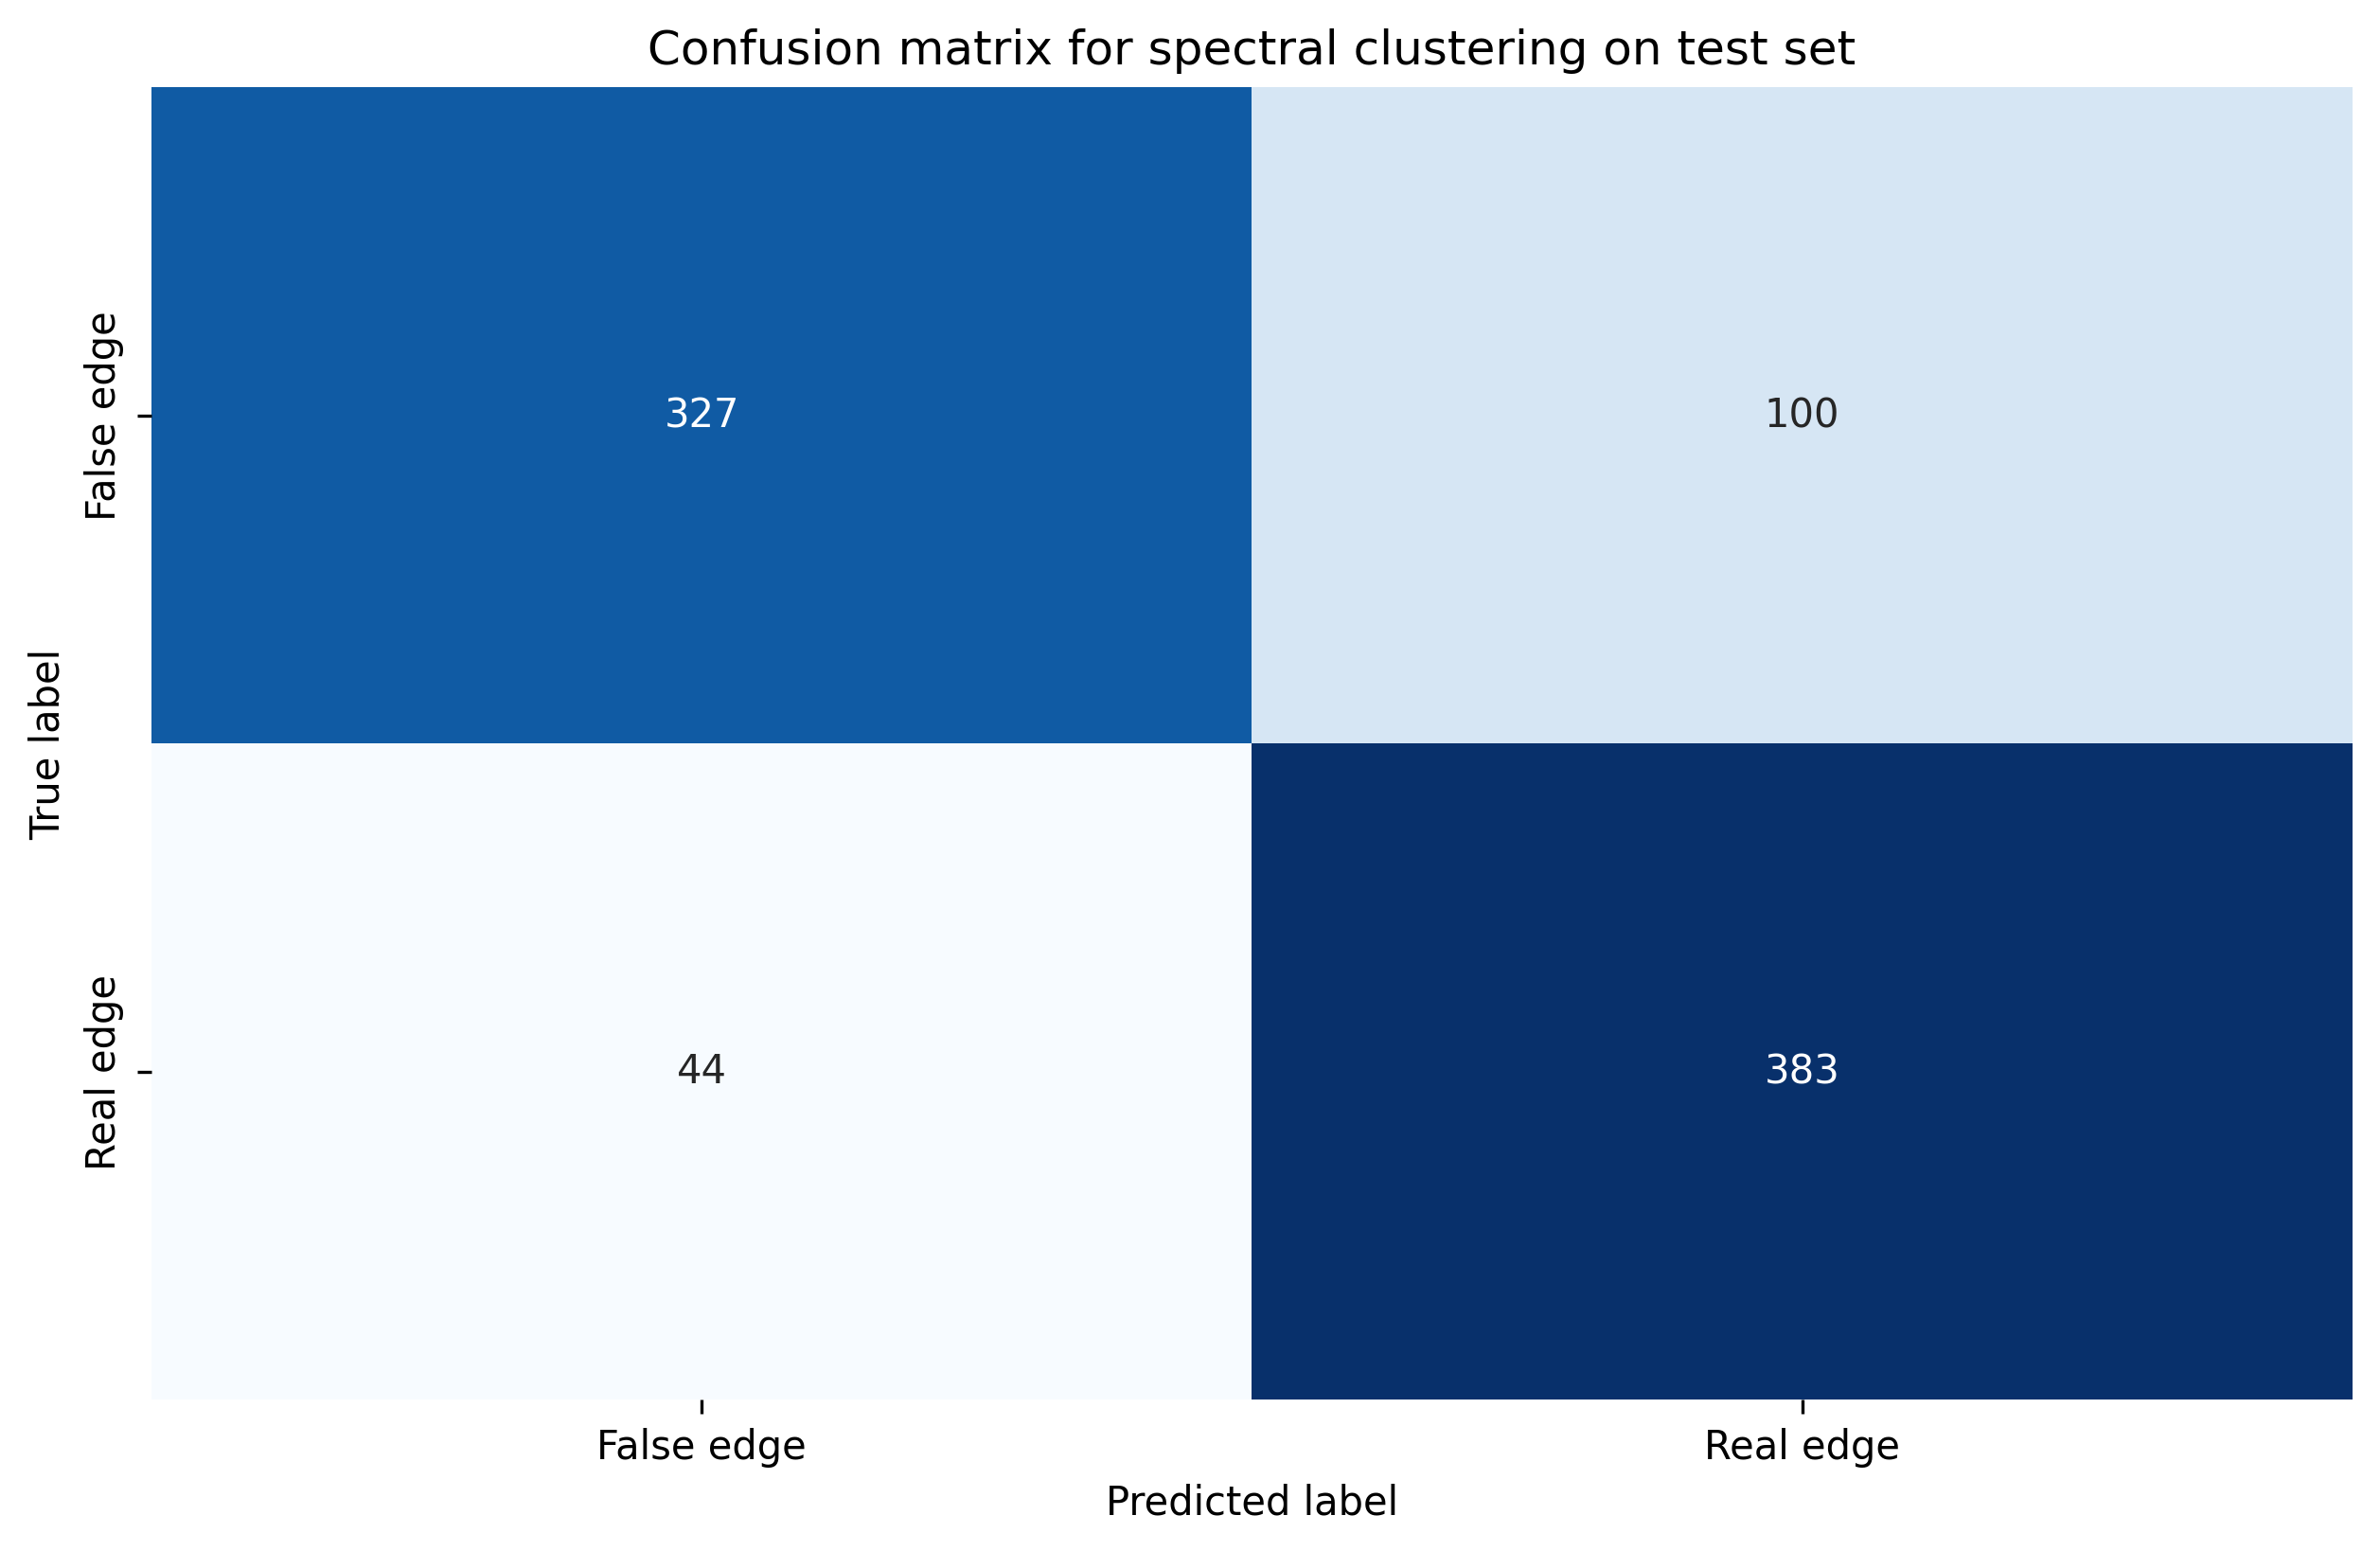 Confusion matrix for spectral clustering on test set
True label
False edge
327
100
Real edge
44
383
False edge
Real edge
Predicted label